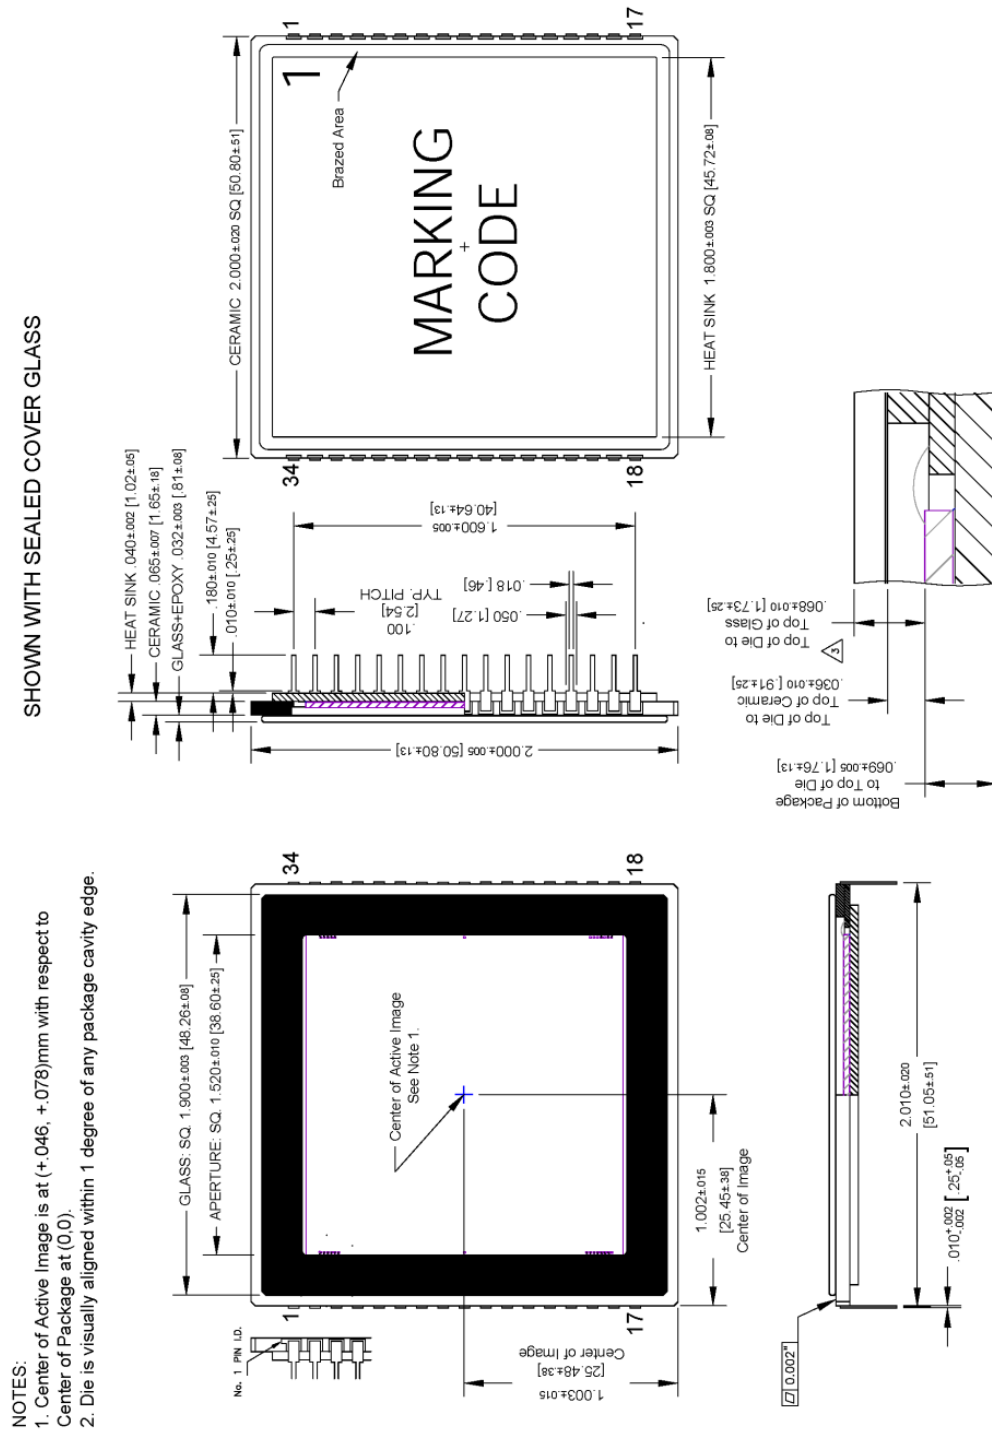 SHOWN WITH SEALED COVER GLASS
NOTES:
1. Center of Active Image is at (+.046, +.078)mm with respect to
Center of Package at (0,0).
2. Die is visually aligned within 1 degree of any package cavity edge.
34
1
GLASS: SQ. 1.900±.003 [48.26±.08]
APERTURE: SQ. 1.520±.010 [38.60±.25]
Center of Active Image
See Note 1.
18
17
1.002±.015
[25.45±.38]
Center of Image
1.003±.015
[25.48±.38]
Center of Image
No. 1 PIN I.D.
HEAT SINK .040±.002 [1.02±.05]
CERAMIC .065±.007 [1.65±.18]
GLASS+EPOXY .032±.003 [.81±.08]
.180±.010 [4.57±.25]
.010±.010 [.25±.25]
.100
[2.54]
TYP. PITCH
.050 [1.27]
.018 [.46]
1.600±.005
[40.64±.13]
2.000±.005 [50.80±.13]
CERAMIC 2.000±.020 SQ [50.80±.51]
34
1
1
Brazed Area
MARKING
+
CODE
18
17
HEAT SINK 1.800±.003 SQ [45.72±.08]
0.002"
2.010±.020
[51.05±.51]
.010+.002 -.002 [.25+.05 -.05]
Bottom of Package
to Top of Die
.069±.005 [1.76±.13]
Top of Die to
Top of Ceramic
.036±.010 [.91±.25]
3
Top of Die to
Top of Glass
.068±.010 [1.73±.25]